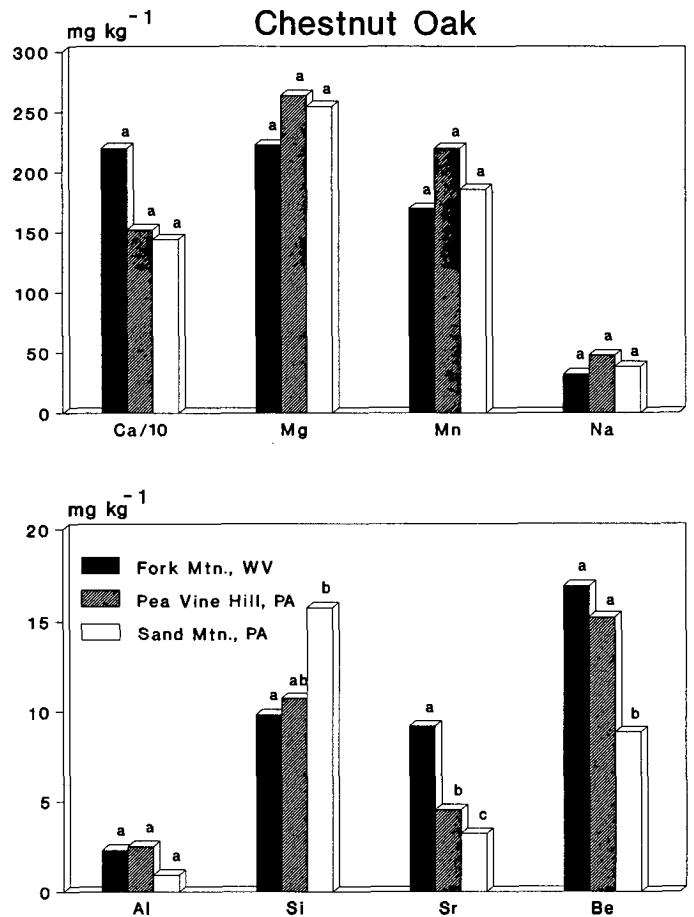 Chestnut Oak
mg kg⁻¹
300
250
200
150
100
50
0
a a a
a a a
a a a
a a a
Ca/10 Mg Mn Na
mg kg⁻¹
20
15
10
5
0
Fork Mtn., WV
Pea Vine Hill, PA
Sand Mtn., PA
a a a
a ab b
a b c
a a b
Al Si Sr Be